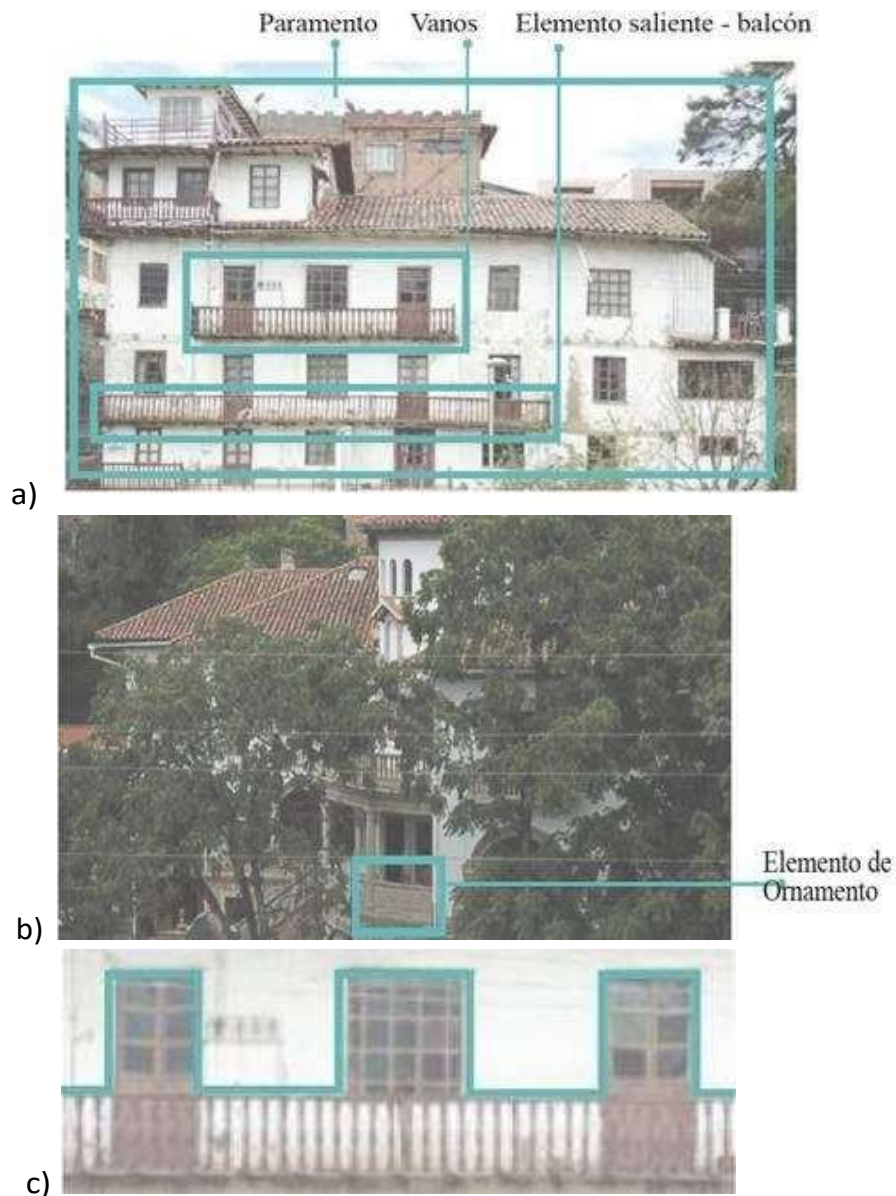 Paramento Vanos Elemento saliente - balcón
a)
b)
Elemento de
Ornamento
c)